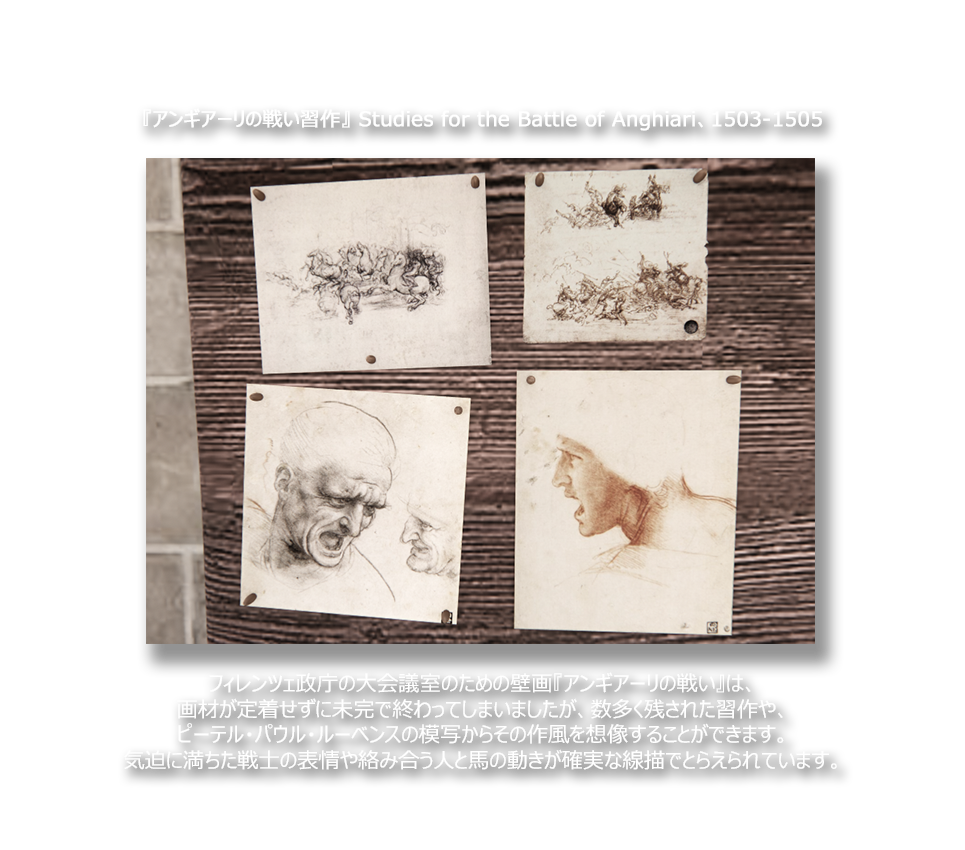 『アンギアーリの戦い習作』 Studies for the Battle of Anghiari、1503-1505
フィレンツェ政庁の大会議室のための壁画『アンギアーリの戦い』は、
画材が定着せずに未完で終わってしまいましたが、数多く残された習作や、
ピーテル・パウル・ルーベンスの模写からその作風を想像することができます。
気迫に満ちた戦士の表情や絡み合う人と馬の動きが確実な線描でとらえられています。